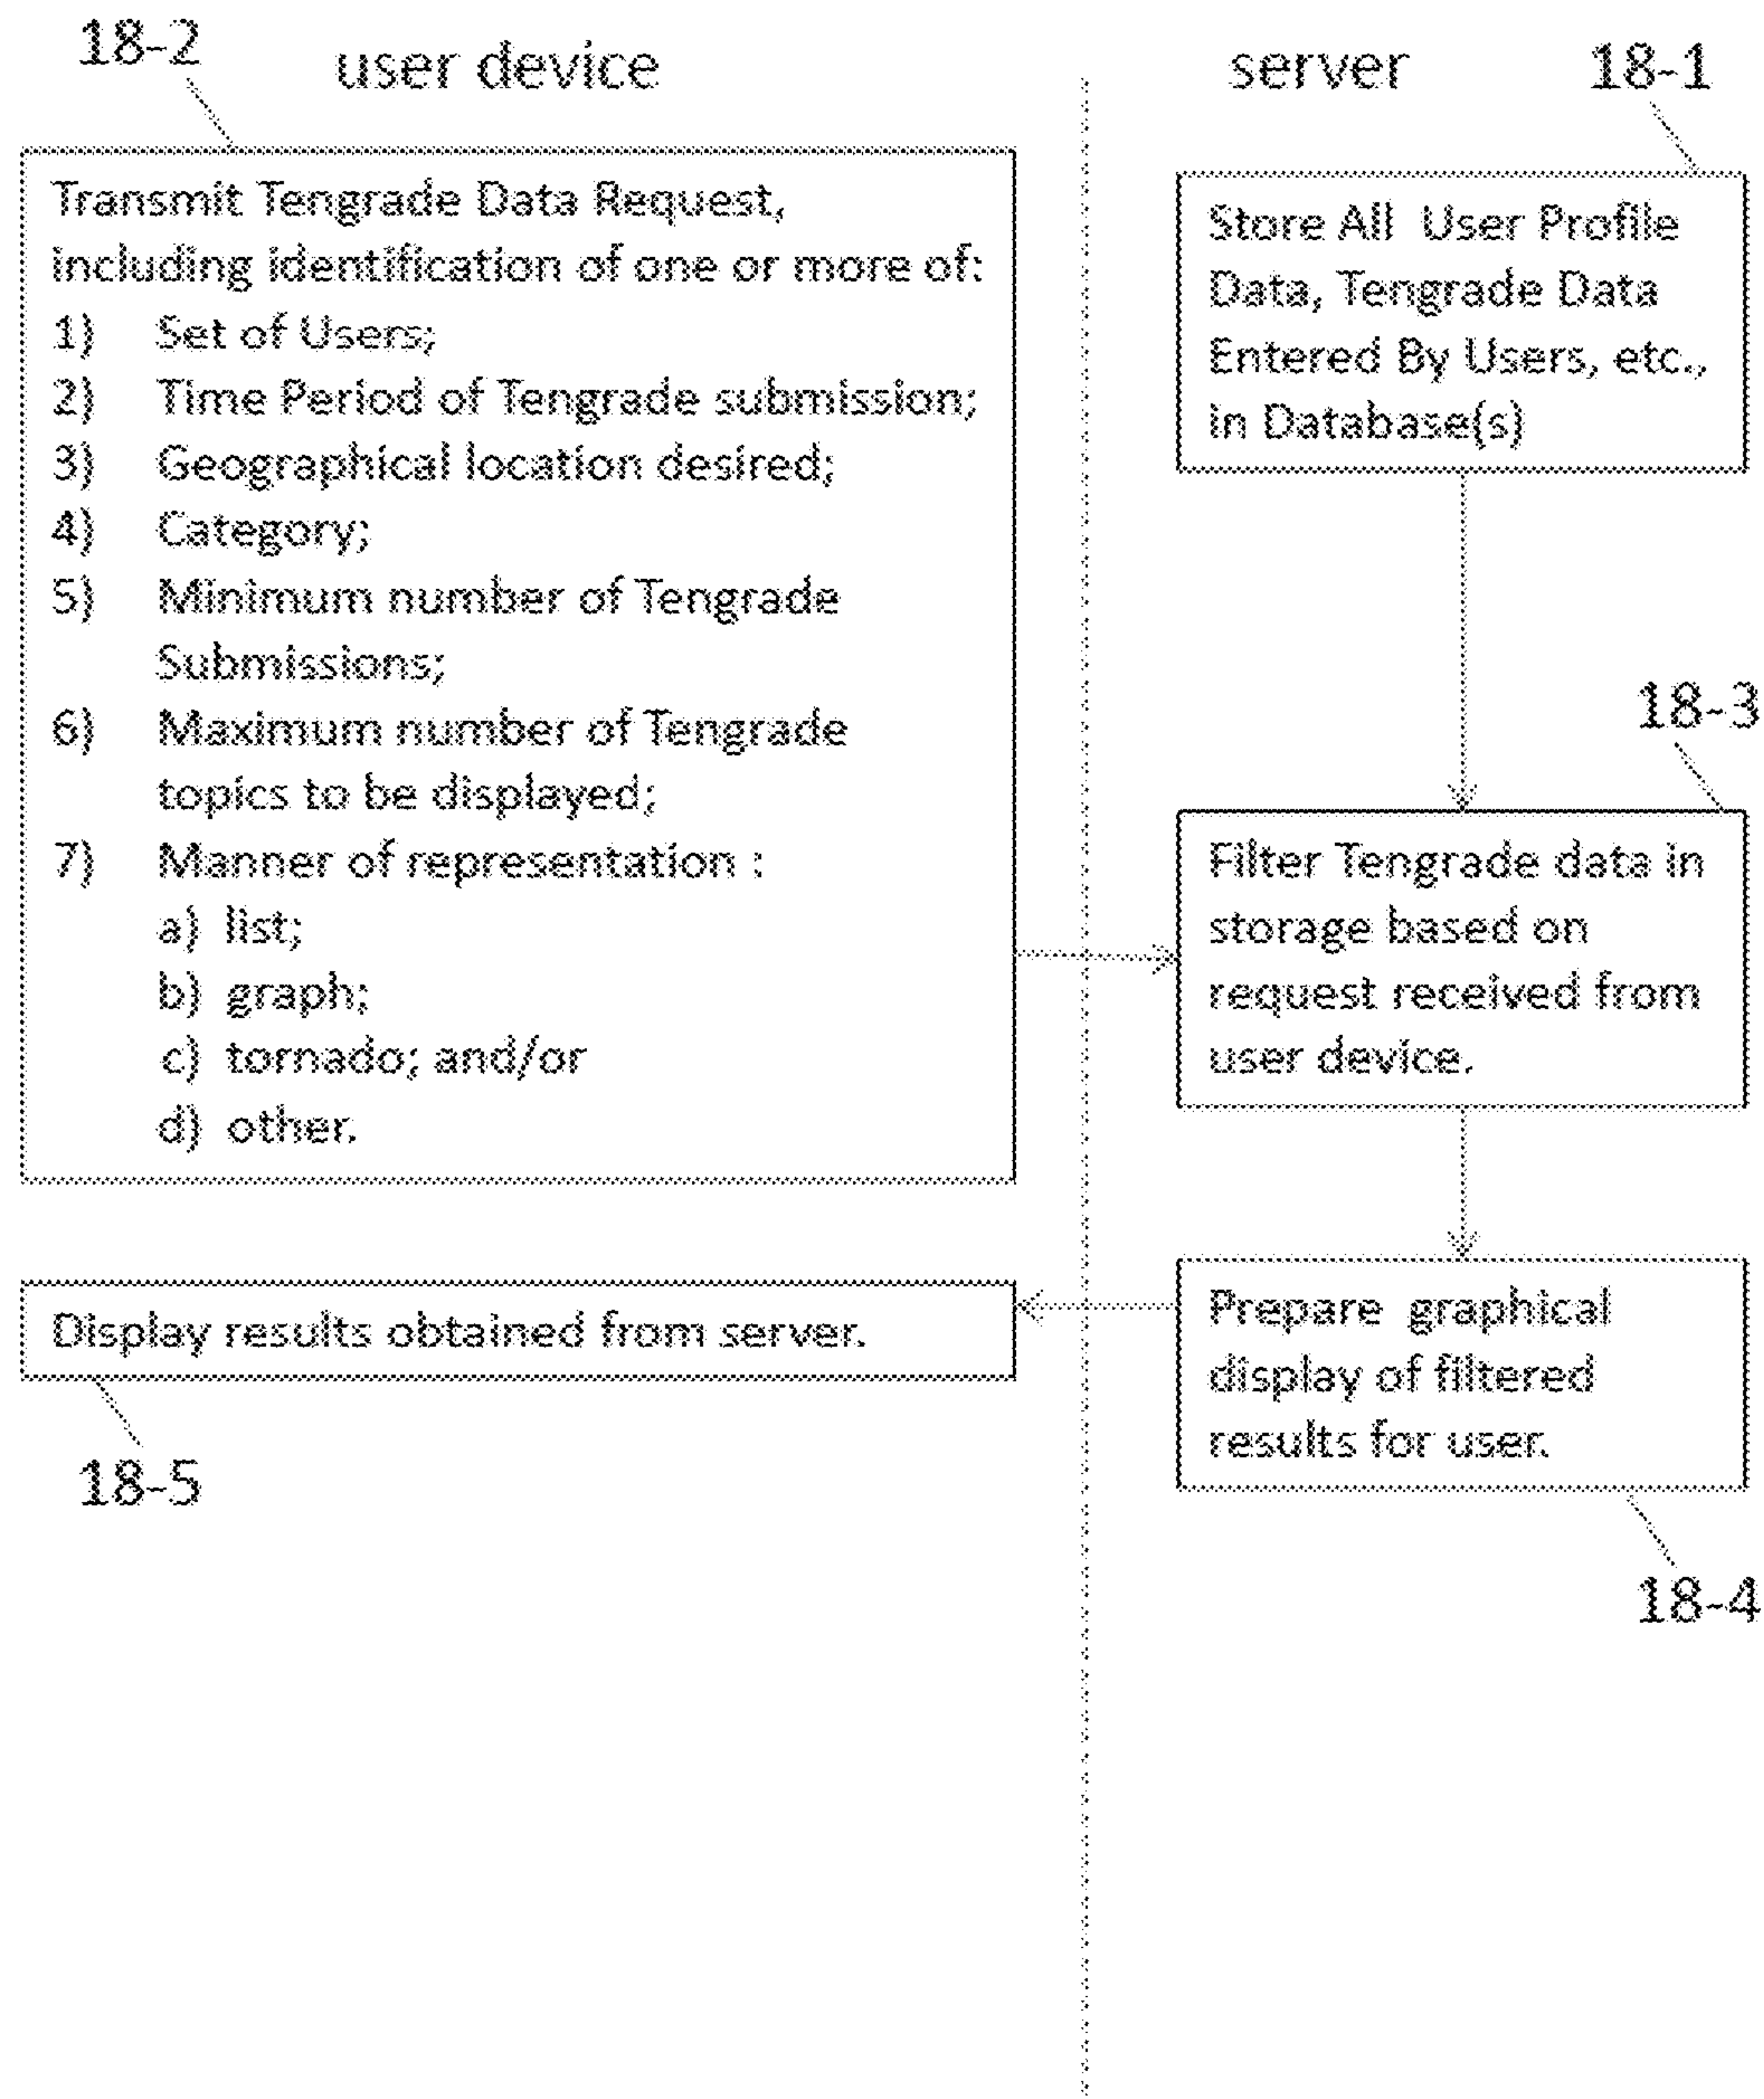 18-2
user device
Transmit Tengrade Data Request,
including identification of one or more of:
1) Set of Users;
2) Time Period of Tengrade submission;
3) Geographical location desired;
4) Category;
5) Minimum number of Tengrade
Submissions;
6) Maximum number of Tengrade
topics to be displayed;
7) Manner of representation :
a) list;
b) graph;
c) tornado; and/or
d) other.
Display results obtained from server.
18-5
server
18-1
Store All User Profile
Data, Tengrade Data
Entered By Users, etc.,
in Database(s)
18-3
Filter Tengrade data in
storage based on
request received from
user device.
Prepare graphical
display of filtered
results for user.
18-4